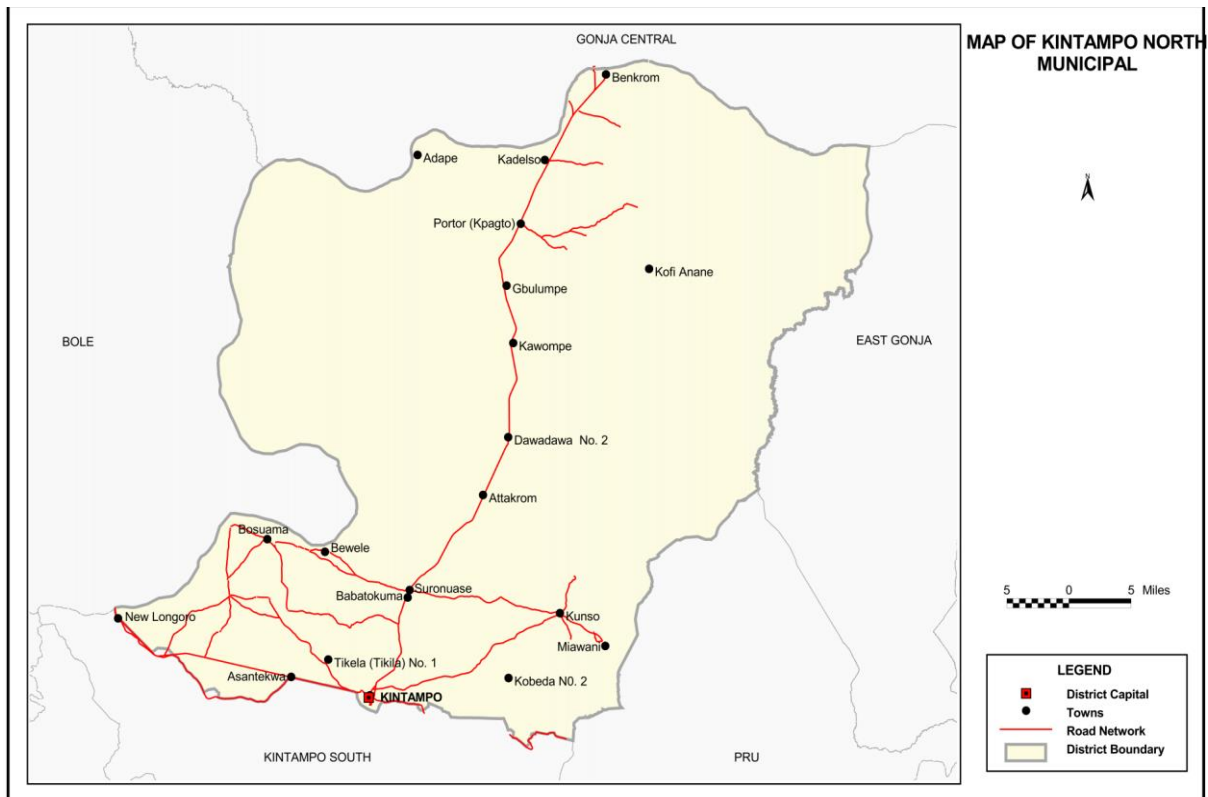 MAP OF KINTAMPO NORTH
MUNICIPAL
GONJA CENTRAL
Benkrom
Adape
Kadelso
Portor (Kpagto)
N
Kofi Anane
Gbulumpe
BOLE
Kawompe
EAST GONJA
Dawadawa No. 2
Attakrom
Bosuama
Bewele
Suronuase
Babatokuma
5 0 5 Miles
New Longoro
Kunso
Miawani
Tikela (Tikila) No. 1
Asantekwa
Kobeda N0. 2
KINTAMPO
KINTAMPO SOUTH
PRU
LEGEND
District Capital
Towns
Road Network
District Boundary